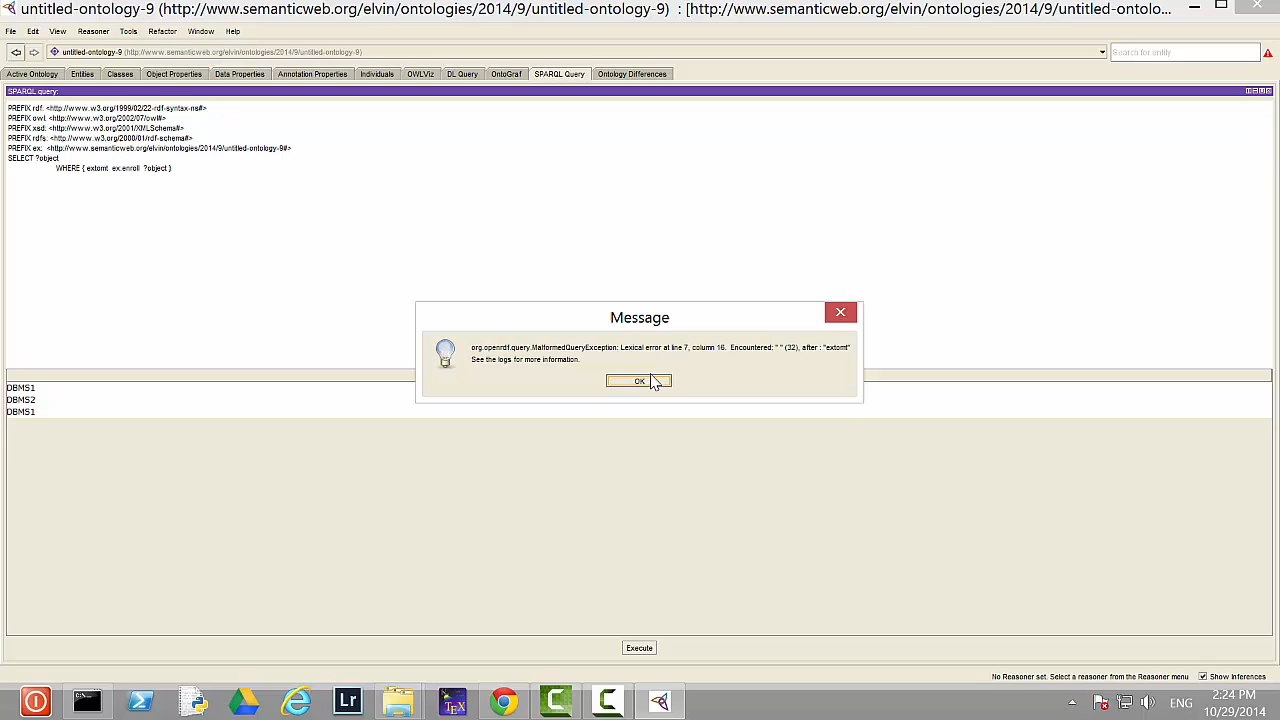 untitled-ontology-9 (http://www.semanticweb.org/elvin/ontologies/2014/9/untitled-ontology-9) : [http://www.semanticweb.org/elvin/ontologies/2014/9/untitled-ontolo...
File Edit View Reasoner Tools Refactor Window Help
untitled-ontology-9 (http://www.semanticweb.org/elvin/ontologies/2014/9/untitled-ontology-9)
Search for entity
Active Ontology Entities Classes Object Properties Data Properties Annotation Properties Individuals OWLViz DL Query OntoGraf SPARQL Query Ontology Differences
SPARQL query:
PREFIX rdf: <http://www.w3.org/1999/02/22-rdf-syntax-ns#>
PREFIX owl: <http://www.w3.org/2002/07/owl#>
PREFIX xsd: <http://www.w3.org/2001/XMLSchema#>
PREFIX rdfs: <http://www.w3.org/2000/01/rdf-schema#>
PREFIX ex: <http://www.semanticweb.org/elvin/ontologies/2014/9/untitled-ontology-9#>
SELECT ?object
WHERE { extomt ex:enroll ?object }
Message
org.openrdf.query.MalformedQueryException: Lexical error at line 7, column 16. Encountered: " " (32), after : "extomt"
See the logs for more information.
OK
DBMS1
DBMS2
DBMS1
Execute
No Reasoner set. Select a reasoner from the Reasoner menu Show Inferences
Lr
TEX
ENG
2:24 PM
10/29/2014